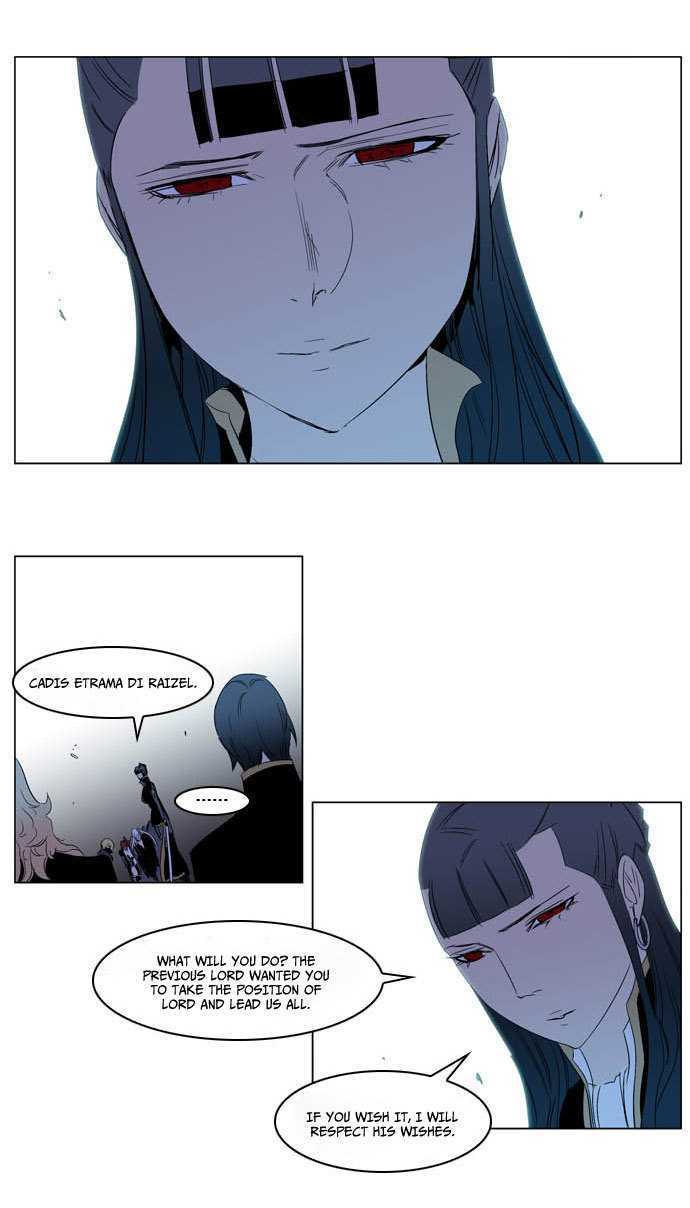 CADIS ETRAMA DI RAIZEL.
......
WHAT WILL YOU DO? THE
PREVIOUS LORD WANTED YOU
TO TAKE THE POSITION OF
LORD AND LEAD US ALL.
IF YOU WISH IT, I WILL
RESPECT HIS WISHES.